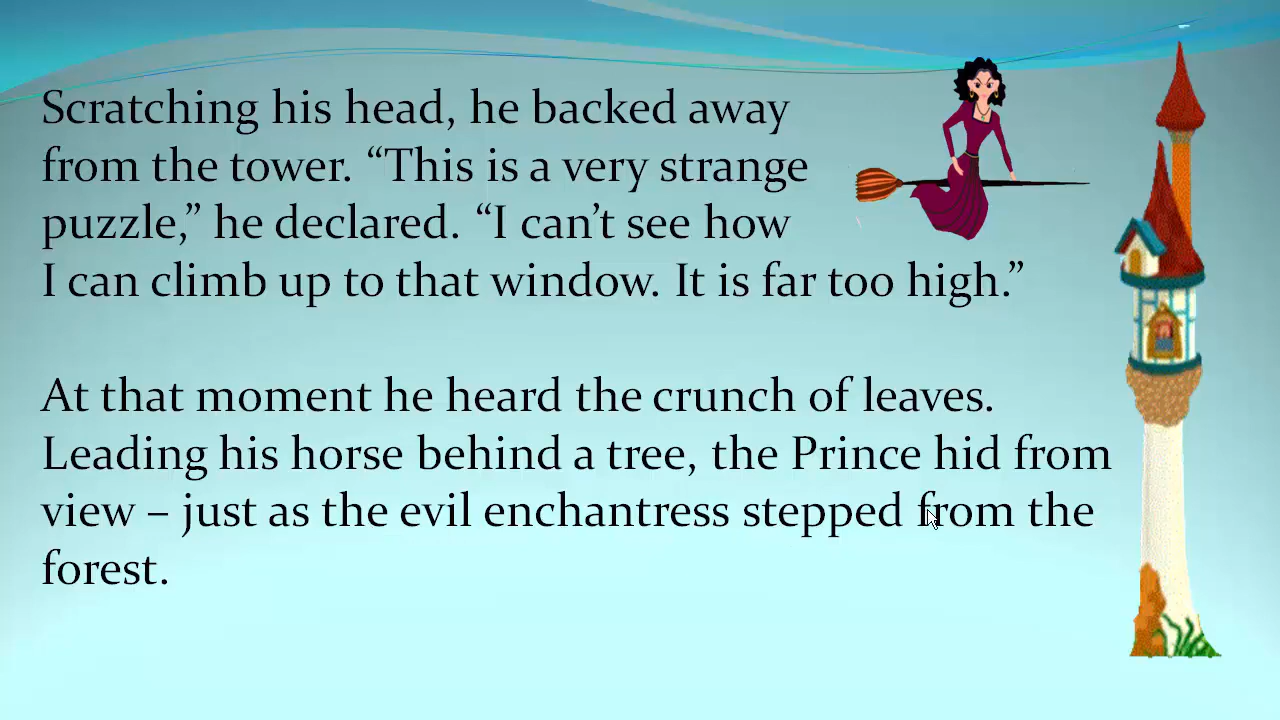 Scratching his head, he backed away
from the tower. “This is a very strange
puzzle,” he declared. “I can’t see how
I can climb up to that window. It is far too high.”
At that moment he heard the crunch of leaves.
Leading his horse behind a tree, the Prince hid from
view – just as the evil enchantress stepped from the
forest.